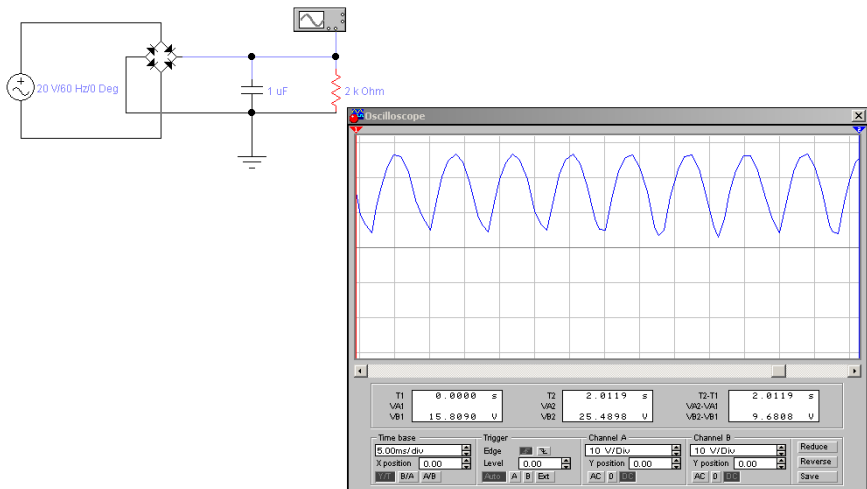 20 V/60 Hz/0 Deg
1 uF
2 k Ohm
Oscilloscope
1
2
T1 0.0000 s
VA1
VB1 15.8090 V
T2 2.0119 s
VA2
VB2 25.4898 V
T2-T1 2.0119 s
VA2-VA1
VB2-VB1 9.6808 V
Time base
5.00ms/div
X position 0.00
Y/T B/A A/B
Trigger
Edge
Level 0.00
Auto A B Ext
Channel A
10 V/Div
Y position 0.00
AC 0 DC
Channel B
10 V/Div
Y position 0.00
AC 0 DC
Reduce
Reverse
Save